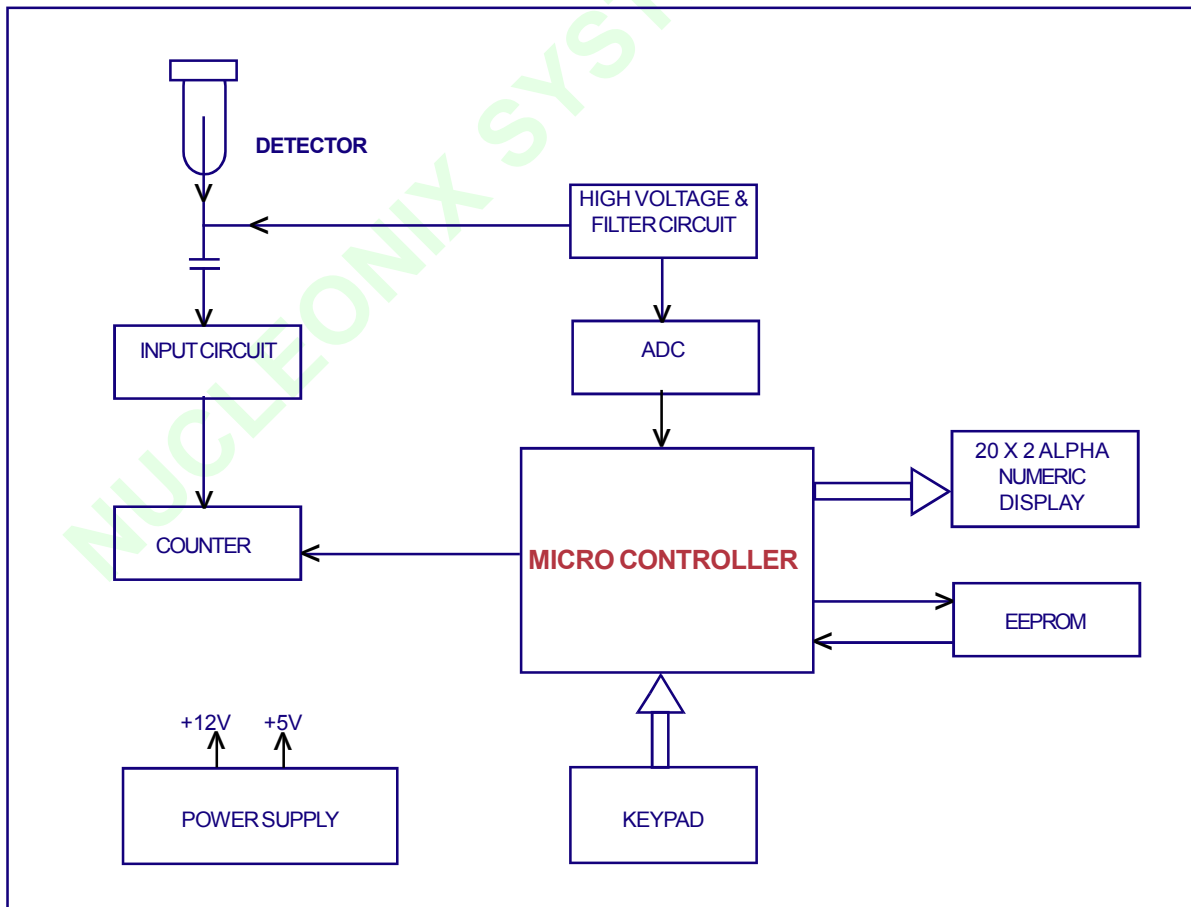 NUCLEONIX SYST
DETECTOR
HIGH VOLTAGE &
FILTER CIRCUIT
INPUT CIRCUIT
ADC
20 X 2 ALPHA
NUMERIC
DISPLAY
COUNTER
MICRO CONTROLLER
EEPROM
+12V +5V
POWER SUPPLY
KEYPAD